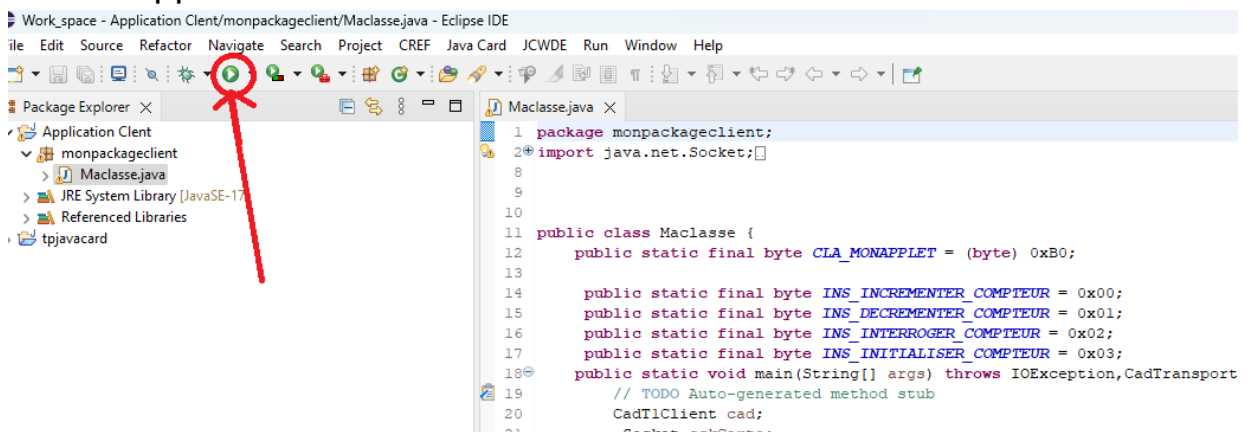 Work_space - Application Clent/monpackageclient/Maclasse.java - Eclipse IDE
ile Edit Source Refactor Navigate Search Project CREF Java Card JCWDE Run Window Help
Package Explorer
Maclasse.java
Application Clent
monpackageclient
Maclasse.java
JRE System Library [JavaSE-17
Referenced Libraries
tpjavacard
1 package monpackageclient;
2 import java.net.Socket;
8
9
10
11 public class Maclasse {
12 public static final byte CLA_MONAPPLET = (byte) 0xB0;
13
14 public static final byte INS_INCREMENTER_COMPTEUR = 0x00;
15 public static final byte INS_DECREMENTER_COMPTEUR = 0x01;
16 public static final byte INS_INTERROGER_COMPTEUR = 0x02;
17 public static final byte INS_INITIALISER_COMPTEUR = 0x03;
18 public static void main(String[] args) throws IOException,CadTransport
19 // TODO Auto-generated method stub
20 CadT1Client cad;